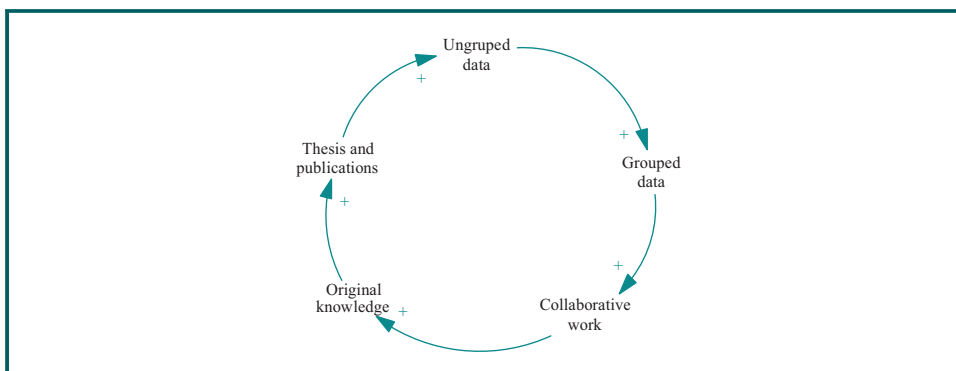 Ungruped
data
+
+
Thesis and
publications
Grouped
data
+
+
Original
knowledge
+
Collaborative
work